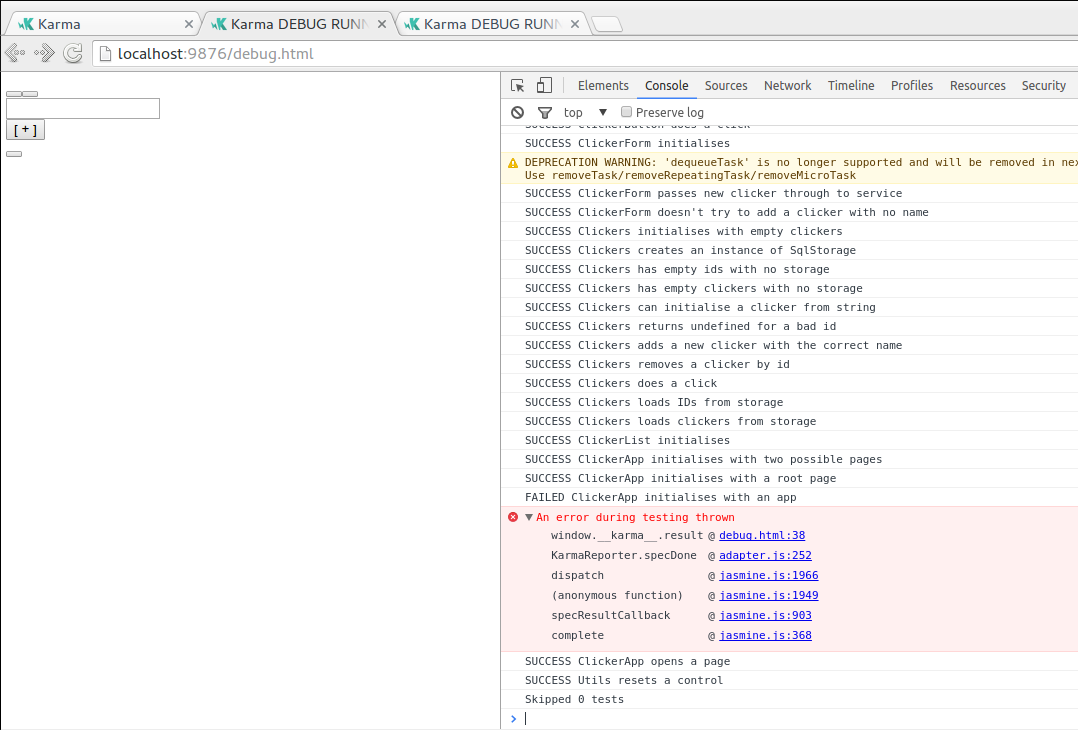 Karma
Karma DEBUG RUN
Karma DEBUG RUN
localhost:9876/debug.html
[ + ]
Elements Console Sources Network Timeline Profiles Resources Security
top Preserve log
SUCCESS ClickerButton does a click
SUCCESS ClickerForm initialises
DEPRECATION WARNING: 'dequeueTask' is no longer supported and will be removed in nex
Use removeTask/removeRepeatingTask/removeMicroTask
SUCCESS ClickerForm passes new clicker through to service
SUCCESS ClickerForm doesn't try to add a clicker with no name
SUCCESS Clickers initialises with empty clickers
SUCCESS Clickers creates an instance of SqlStorage
SUCCESS Clickers has empty ids with no storage
SUCCESS Clickers has empty clickers with no storage
SUCCESS Clickers can initialise a clicker from string
SUCCESS Clickers returns undefined for a bad id
SUCCESS Clickers adds a new clicker with the correct name
SUCCESS Clickers removes a clicker by id
SUCCESS Clickers does a click
SUCCESS Clickers loads IDs from storage
SUCCESS Clickers loads clickers from storage
SUCCESS ClickerList initialises
SUCCESS ClickerApp initialises with two possible pages
SUCCESS ClickerApp initialises with a root page
FAILED ClickerApp initialises with an app
An error during testing thrown
window.__karma__.result @ debug.html:38
KarmaReporter.specDone @ adapter.js:252
dispatch @ jasmine.js:1966
(anonymous function) @ jasmine.js:1949
specResultCallback @ jasmine.js:903
complete @ jasmine.js:368
SUCCESS ClickerApp opens a page
SUCCESS Utils resets a control
Skipped 0 tests